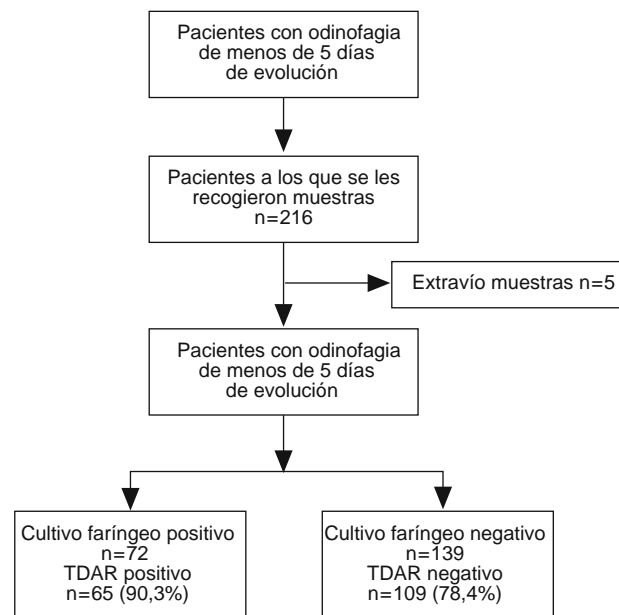 Pacientes con odinofagia
de menos de 5 días
de evolución
Pacientes a los que se les
recogieron muestras
n=216
Extravío muestras n=5
Pacientes con odinofagia
de menos de 5 días
de evolución
Cultivo faríngeo positivo
n=72
TDAR positivo
n=65 (90,3%)
Cultivo faríngeo negativo
n=139
TDAR negativo
n=109 (78,4%)